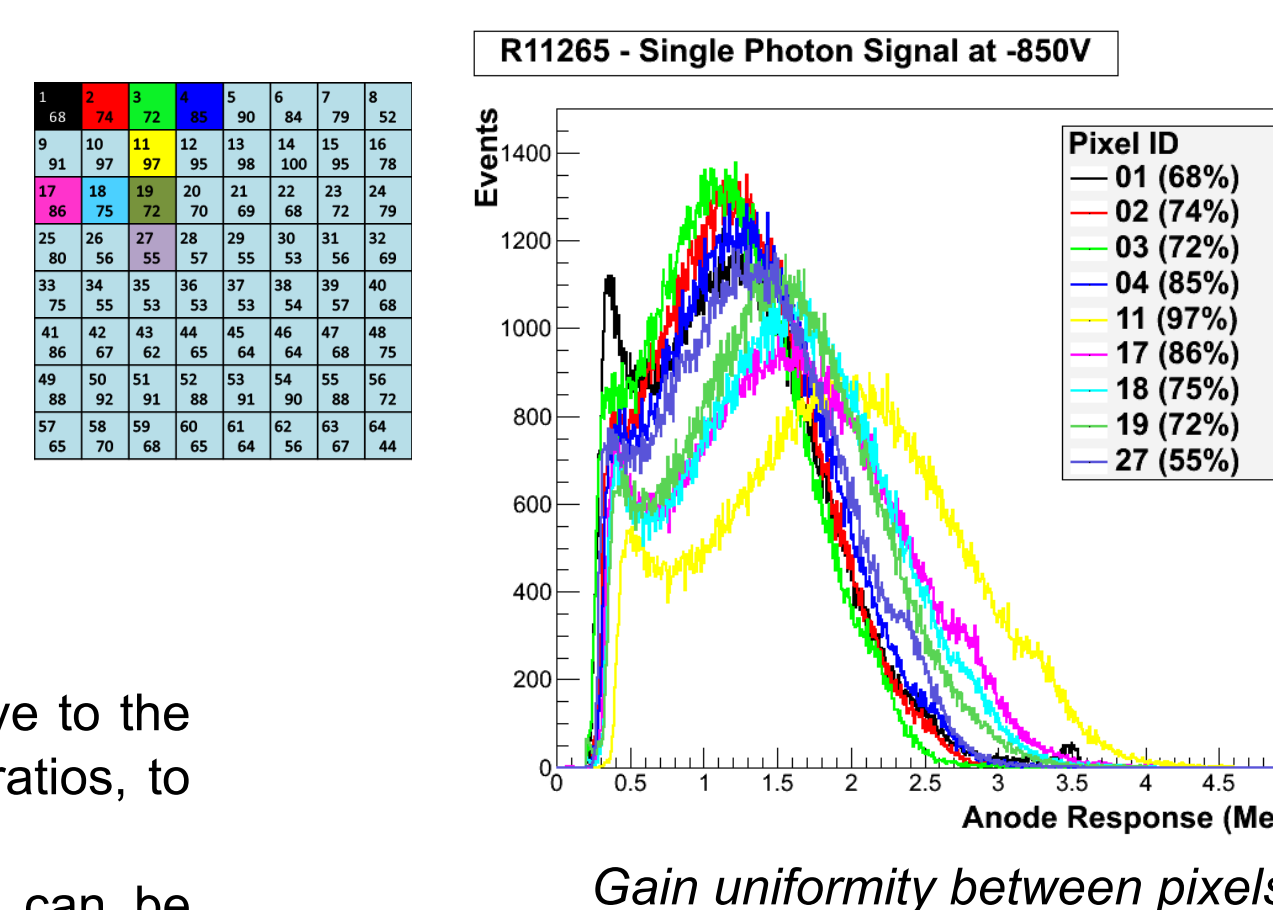 R11265 - Single Photon Signal at -850V
1 2 3 4 5 6 7 8
68 74 72 85 90 84 79 52
9 10 11 12 13 14 15 16
91 97 97 95 98 100 95 78
17 18 19 20 21 22 23 24
86 75 72 70 69 68 72 79
25 26 27 28 29 30 31 32
80 56 55 57 55 53 56 69
33 34 35 36 37 38 39 40
75 55 53 53 53 54 57 68
41 42 43 44 45 46 47 48
86 67 62 65 64 64 68 75
49 50 51 52 53 54 55 56
88 92 91 88 91 90 88 72
57 58 59 60 61 62 63 64
65 70 68 65 64 56 67 44
Events
1400
1200
1000
800
600
400
200
0
0 0.5 1 1.5 2 2.5 3 3.5 4 4.5
Anode Response (Me
Pixel ID
01 (68%)
02 (74%)
03 (72%)
04 (85%)
11 (97%)
17 (86%)
18 (75%)
19 (72%)
27 (55%)
ve to the
ratios, to
can be
Gain uniformity between pixels